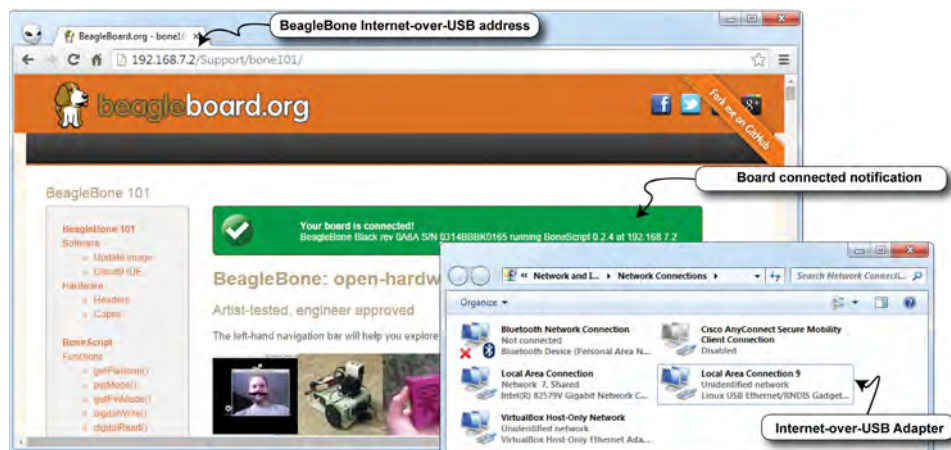 BeagleBone Internet-over-USB address
BeagleBoard.org - bone1
192.168.7.2/Support/bone101/
beagleboard.org
Fork me on GitHub
Board connected notification
BeagleBone 101
BeagleBone 101
Software
Update image
Cloud9 IDE
Hardware
Headers
Capes
BoneScript
Functions
getPlatform()
pinMode()
getPinMode()
digitalWrite()
digitalRead()
Your board is connected!
BeagleBone Black rev 0A6A S/N 0314BBBK0165 running BoneScript 0.2.4 at 192.168.7.2
BeagleBone: open-hardw
Artist-tested, engineer approved
The left-hand navigation bar will help you explore
« Network and I... ▸ Network Connections ▸
Search Network Connecti...
Organize
Bluetooth Network Connection
Not connected
Bluetooth Device (Personal Area N...
Cisco AnyConnect Secure Mobility
Client Connection
Disabled
Local Area Connection
Network 7, Shared
Intel(R) 82579V Gigabit Network C...
Local Area Connection 9
Unidentified network
Linux USB Ethernet/RNDIS Gadget...
VirtualBox Host-Only Network
Unidentified network
VirtualBox Host-Only Ethernet Ada...
Internet-over-USB Adapter